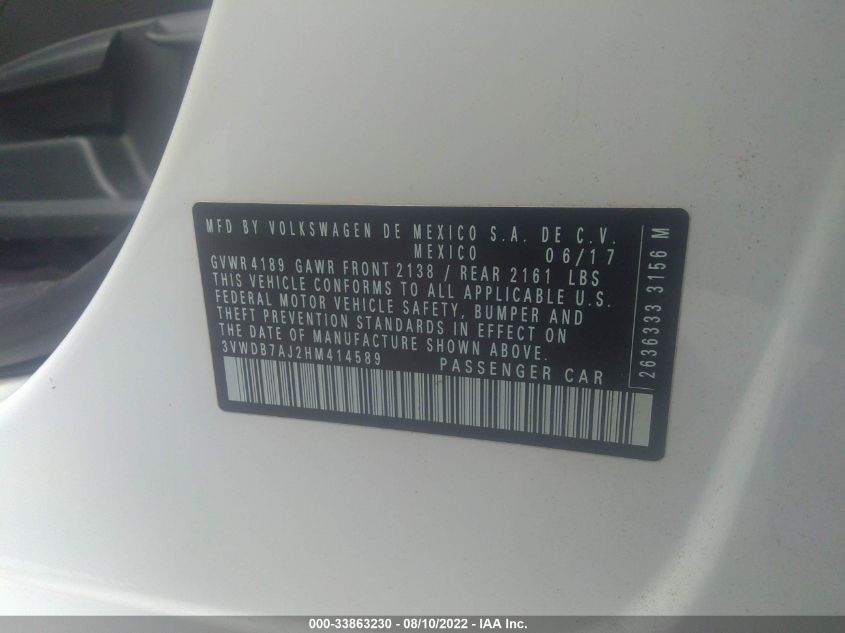 MFD BY VOLKSWAGEN DE MEXICO S.A. DE C.V.
MEXICO 06/17
GVWR 4189 GAWR FRONT 2138 / REAR 2161 LBS
THIS VEHICLE CONFORMS TO ALL APPLICABLE U.S.
FEDERAL MOTOR VEHICLE SAFETY, BUMPER AND
THEFT PREVENTION STANDARDS IN EFFECT ON
THE DATE OF MANUFACTURE SHOWN ABOVE.
3VWDB7AJ2HM414589 PASSENGER CAR
2636333 3156 M
000-33863230 - 08/10/2022 - IAA Inc.